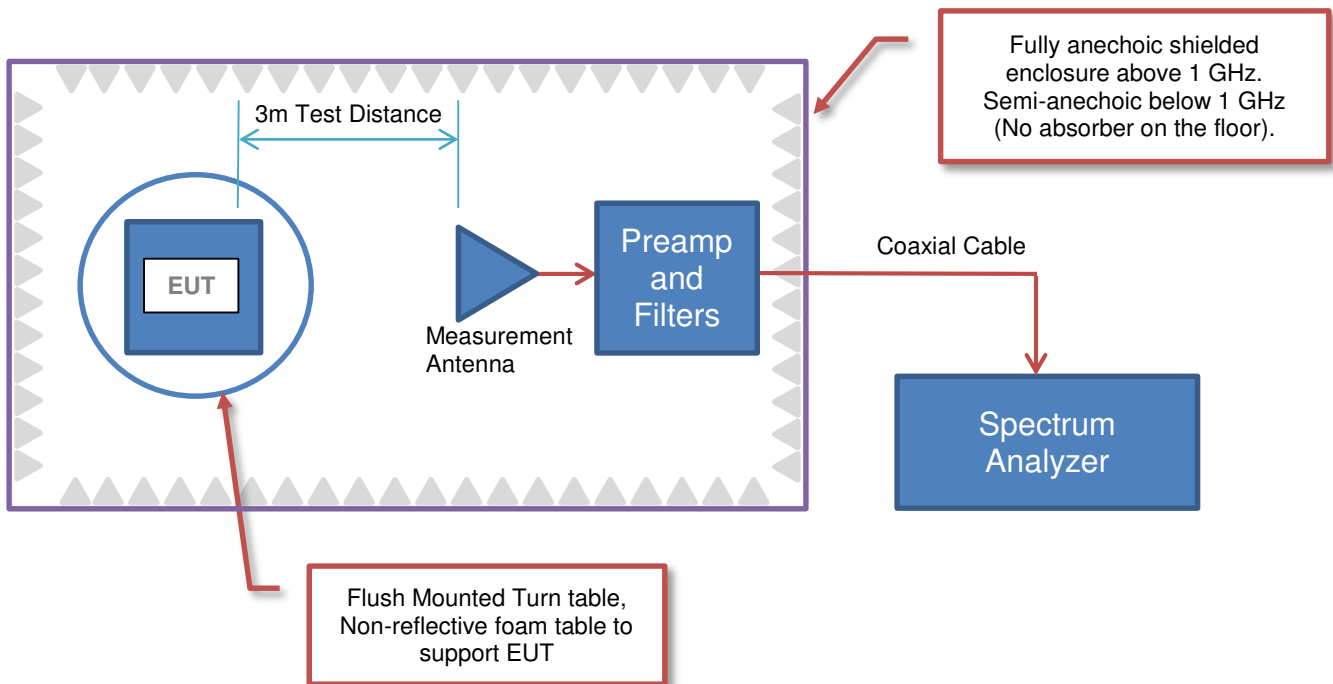 Fully anechoic shielded
enclosure above 1 GHz.
Semi-anechoic below 1 GHz
(No absorber on the floor).
3m Test Distance
EUT
Measurement
Antenna
Preamp
and
Filters
Coaxial Cable
Spectrum
Analyzer
Flush Mounted Turn table,
Non-reflective foam table to
support EUT